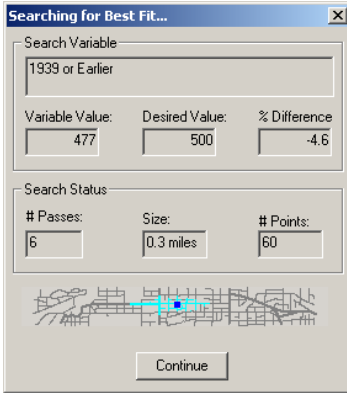 Searching for Best Fit...
Search Variable
1939 or Earlier
Variable Value: Desired Value: % Difference
477 500 -4.6
Search Status
# Passes: Size: # Points:
6 0.3 miles 60
Continue